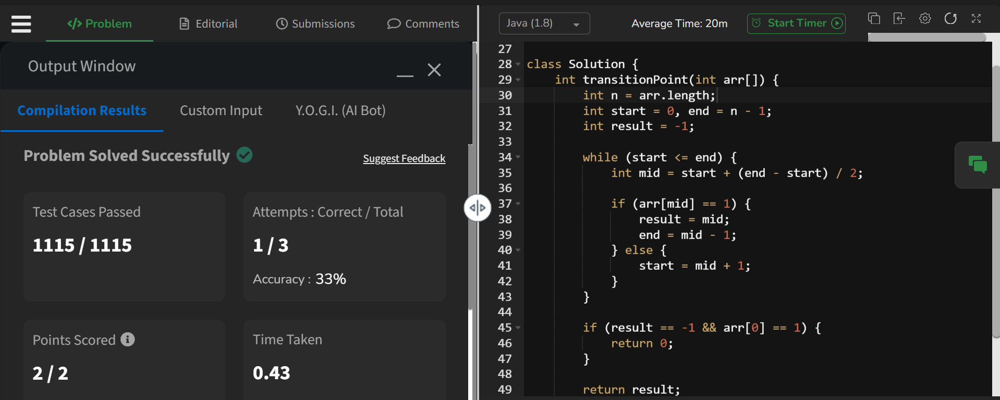 </> Problem
Editorial
Submissions
Comments
Output Window
Compilation Results
Custom Input
Y.O.G.I. (AI Bot)
Problem Solved Successfully
Suggest Feedback
Test Cases Passed
1115 / 1115
Attempts : Correct / Total
1 / 3
Accuracy : 33%
Points Scored
2 / 2
Time Taken
0.43
Java (1.8)
Average Time: 20m
Start Timer
27
28 class Solution {
29     int transitionPoint(int arr[]) {
30         int n = arr.length;
31         int start = 0, end = n - 1;
32         int result = -1;
33
34         while (start <= end) {
35             int mid = start + (end - start) / 2;
36
37             if (arr[mid] == 1) {
38                 result = mid;
39                 end = mid - 1;
40             } else {
41                 start = mid + 1;
42             }
43         }
44
45         if (result == -1 && arr[0] == 1) {
46             return 0;
47         }
48
49         return result;